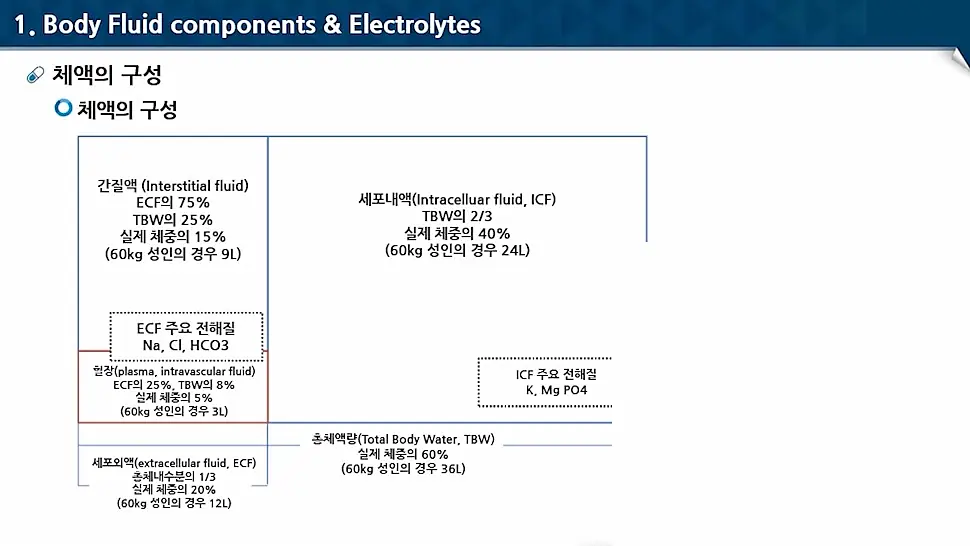 1. Body Fluid components & Electrolytes
체액의 구성
체액의 구성
간질액 (Interstitial fluid)
ECF의 75%
TBW의 25%
실제 체중의 15%
(60kg 성인의 경우 9L)
세포내액(Intracelluar fluid, ICF)
TBW의 2/3
실제 체중의 40%
(60kg 성인의 경우 24L)
ECF 주요 전해질
Na, Cl, HCO3
혈장(plasma, intravascular fluid)
ECF의 25%, TBW의 8%
실제 체중의 5%
(60kg 성인의 경우 3L)
ICF 주요 전해질
K, Mg PO4
총체액량(Total Body Water, TBW)
실제 체중의 60%
(60kg 성인의 경우 36L)
세포외액(extracellular fluid, ECF)
총체내수분의 1/3
실제 체중의 20%
(60kg 성인의 경우 12L)